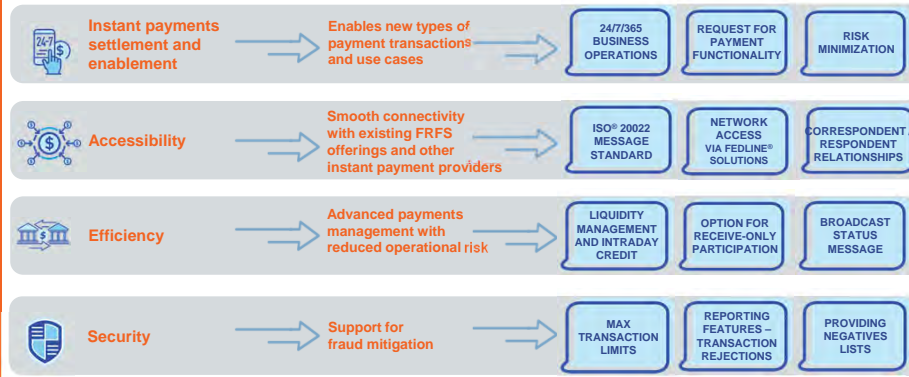 24-7
$
Instant payments
settlement and
enablement
Enables new types of
payment transactions
and use cases
24/7/365
BUSINESS
OPERATIONS
REQUEST FOR
PAYMENT
FUNCTIONALITY
RISK
MINIMIZATION
$
Accessibility
Smooth connectivity
with existing FRFS
offerings and other
instant payment providers
ISO® 20022
MESSAGE
STANDARD
NETWORK
ACCESS
VIA FEDLINE®
SOLUTIONS
CORRESPONDENT /
RESPONDENT
RELATIONSHIPS
$
Efficiency
Advanced payments
management with
reduced operational risk
LIQUIDITY
MANAGEMENT
AND INTRADAY
CREDIT
OPTION FOR
RECEIVE-ONLY
PARTICIPATION
BROADCAST
STATUS
MESSAGE
Security
Support for
fraud mitigation
MAX
TRANSACTION
LIMITS
REPORTING
FEATURES –
TRANSACTION
REJECTIONS
PROVIDING
NEGATIVES
LISTS